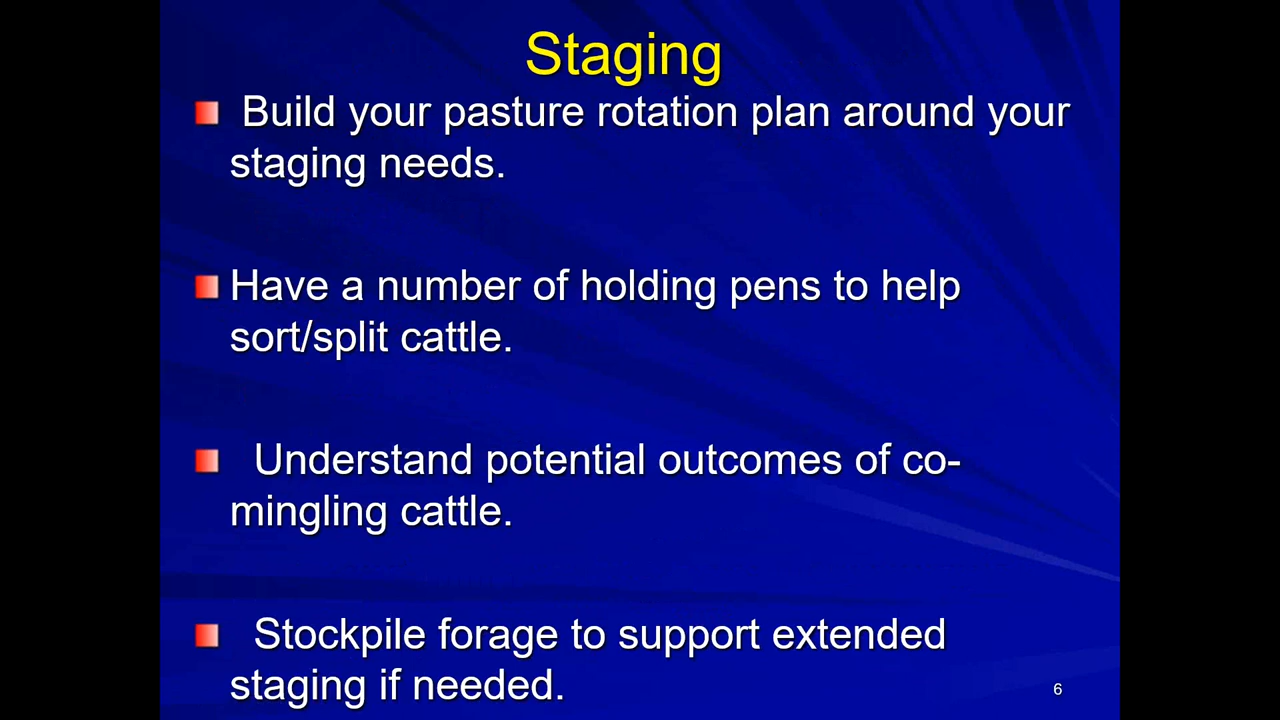 Staging
Build your pasture rotation plan around your
staging needs.
Have a number of holding pens to help
sort/split cattle.
Understand potential outcomes of co-
mingling cattle.
Stockpile forage to support extended
staging if needed.
6